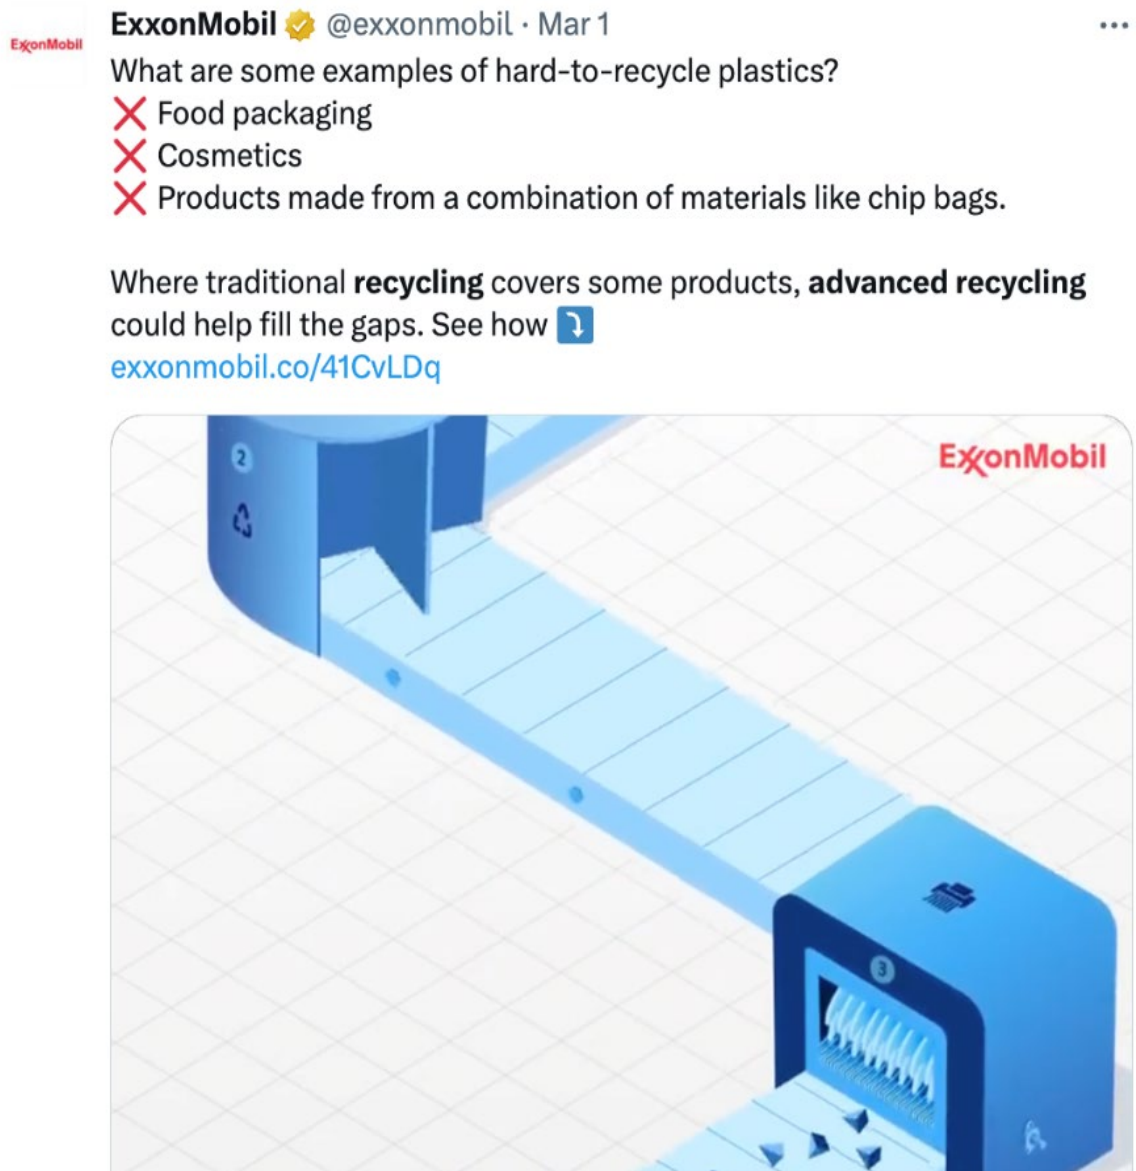 ExxonMobil
ExxonMobil @exxonmobil · Mar 1
What are some examples of hard-to-recycle plastics?
❌ Food packaging
❌ Cosmetics
❌ Products made from a combination of materials like chip bags.
Where traditional recycling covers some products, advanced recycling
could help fill the gaps. See how ⤵️
exxonmobil.co/41CvLDq
ExxonMobil
2
3